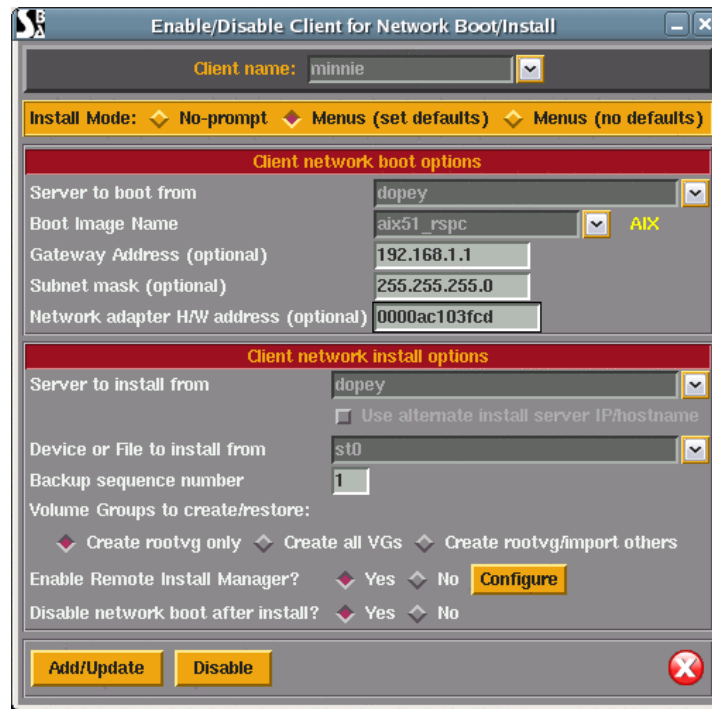 SBA Enable/Disable Client for Network Boot/Install
Client name: minnie
Install Mode: No-prompt Menus (set defaults) Menus (no defaults)
Client network boot options
Server to boot from dopey
Boot Image Name aix51_rspc AIX
Gateway Address (optional) 192.168.1.1
Subnet mask (optional) 255.255.255.0
Network adapter H/W address (optional) 0000ac103fcd
Client network install options
Server to install from dopey
Use alternate install server IP/hostname
Device or File to install from st0
Backup sequence number 1
Volume Groups to create/restore:
Create rootvg only Create all VGs Create rootvg/import others
Enable Remote Install Manager? Yes No Configure
Disable network boot after install? Yes No
Add/Update Disable